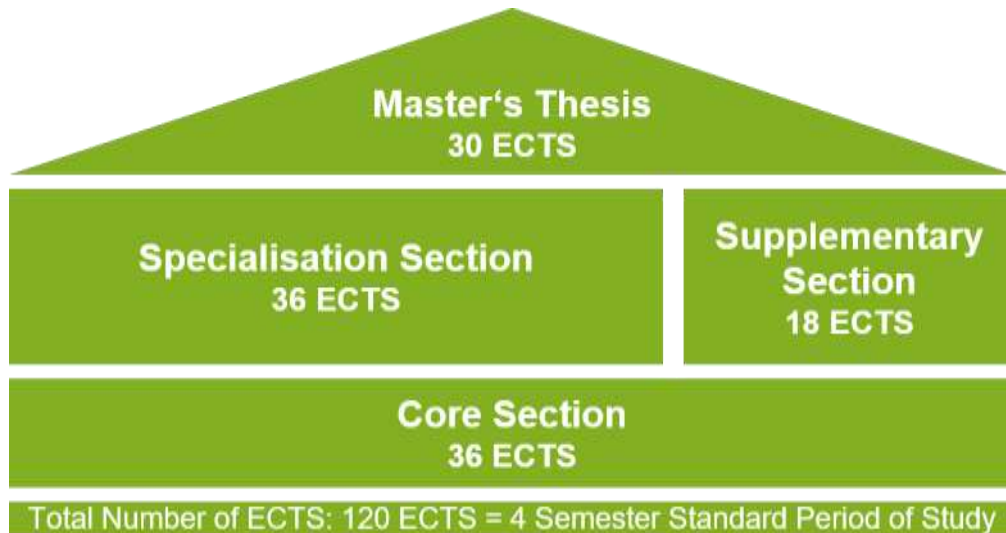 Master‘s Thesis
30 ECTS
Specialisation Section
36 ECTS
Supplementary
Section
18 ECTS
Core Section
36 ECTS
Total Number of ECTS: 120 ECTS = 4 Semester Standard Period of Study